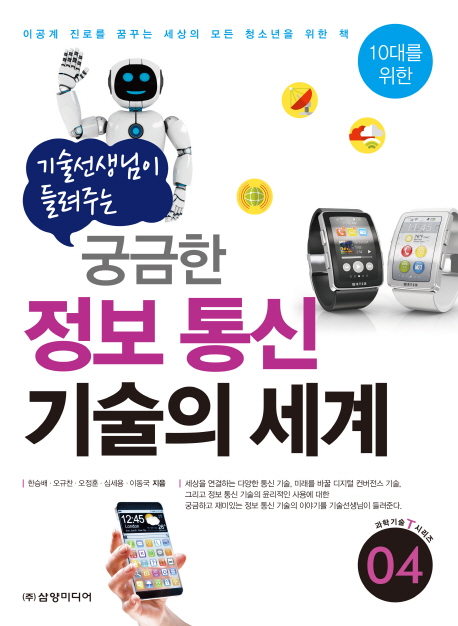 이공계 진로를 꿈꾸는 세상의 모든 청소년을 위한 책
10대를
위한
기술선생님이
들려주는
궁금한
정보 통신
기술의 세계
한승배·오규찬·오정훈·심세용·이동국 지음
세상을 연결하는 다양한 통신 기술, 미래를 바꿀 디지털 컨버전스 기술,
그리고 정보 통신 기술의 윤리적인 사용에 대한
궁금하고 재미있는 정보 통신 기술의 이야기를 기술선생님이 들려준다.
12:45
London
과학기술 T 시리즈
04
(주)삼양미디어